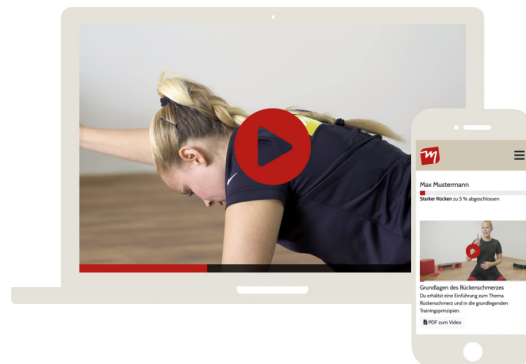 Max Mustermann
Starker Rücken zu 5 % abgeschlossen
Grundlagen des Rückenschmerzes
Du erhältst eine Einführung zum Thema
Rückenschmerz und in die grundlegenden
Trainingsprinzipien.
PDF zum Video